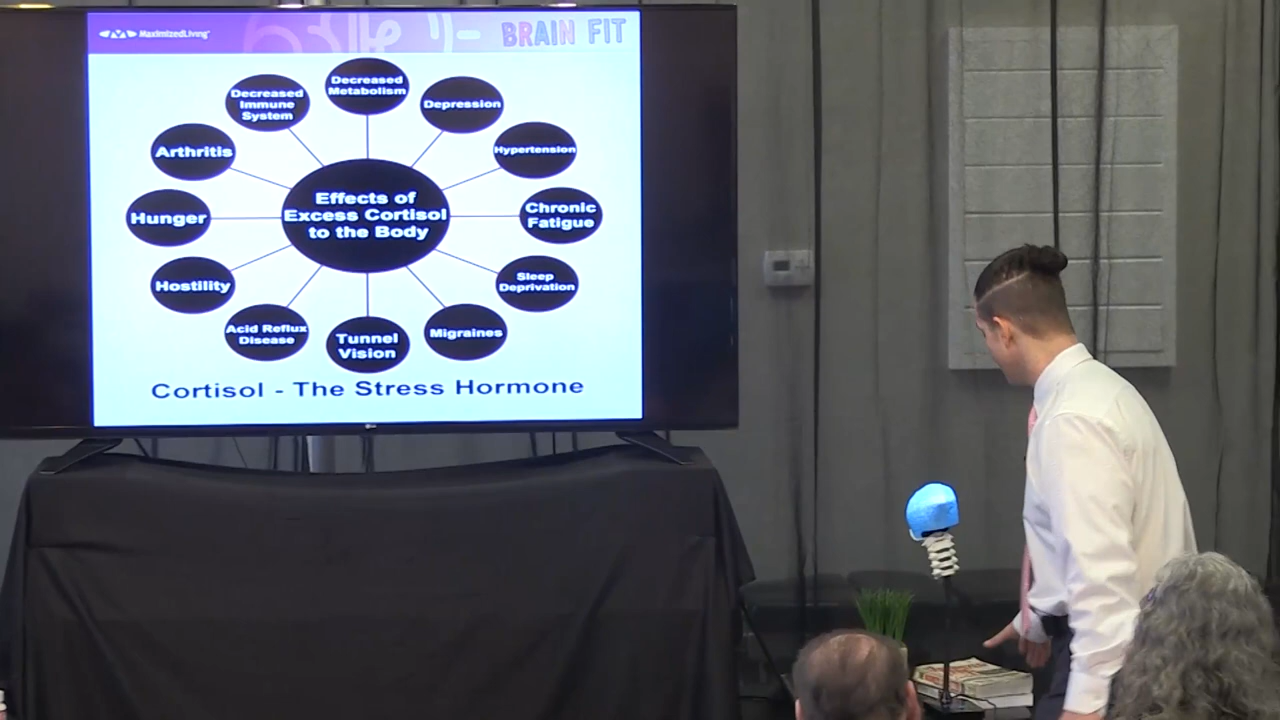 MaximizedLiving
BRAIN FIT
Decreased
Metabolism
Decreased
Immune
System
Depression
Arthritis
Hypertension
Effects of
Excess Cortisol
to the Body
Hunger
Chronic
Fatigue
Hostility
Sleep
Deprivation
Acid Reflux
Disease
Tunnel
Vision
Migraines
Cortisol - The Stress Hormone